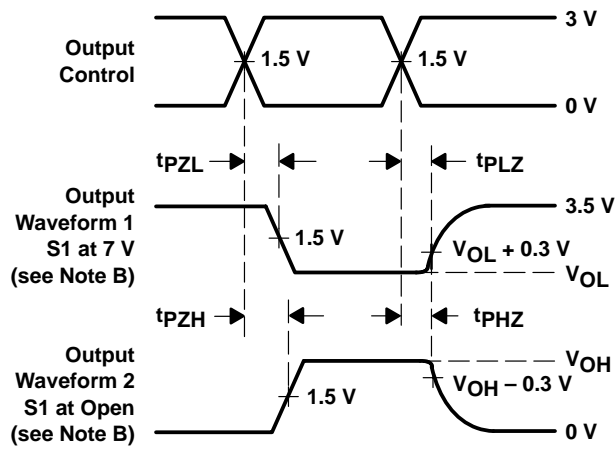 3 V
Output
Control
1.5 V
1.5 V
0 V
tPZL
tPLZ
Output
Waveform 1
S1 at 7 V
(see Note B)
3.5 V
1.5 V
VOL + 0.3 V
VOL
tPZH
tPHZ
Output
Waveform 2
S1 at Open
(see Note B)
VOH
1.5 V
VOH – 0.3 V
0 V